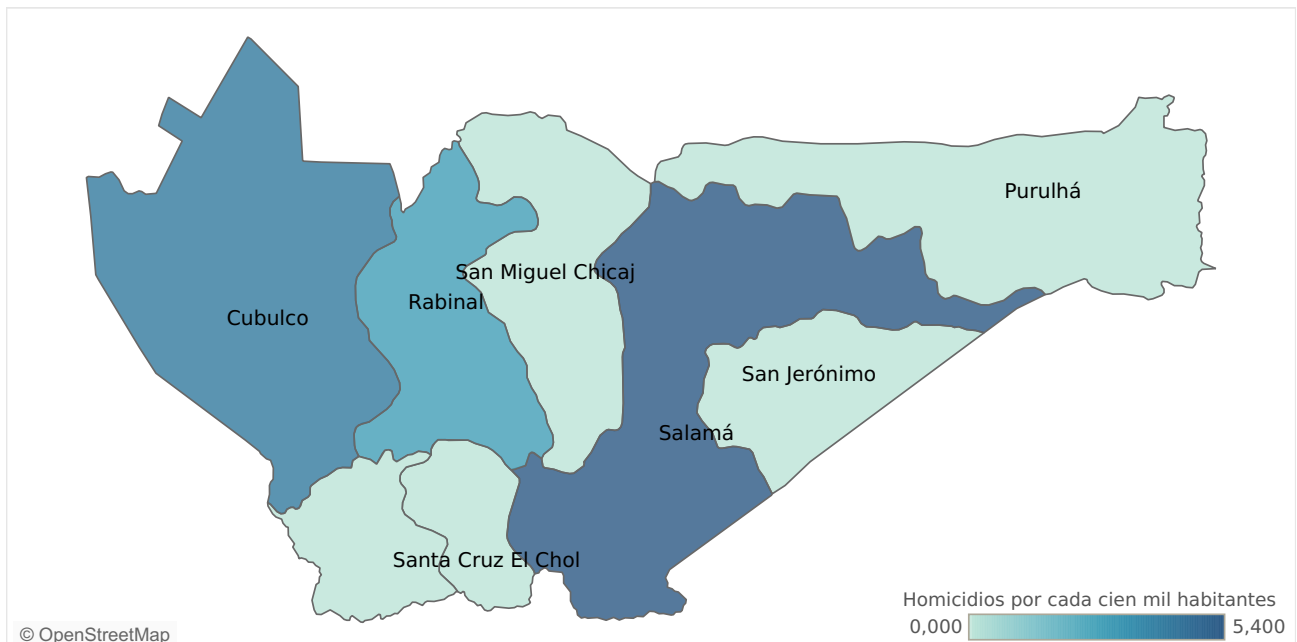 Purulhá
San Miguel Chicaj
Rabinal
Cubulco
San Jerónimo
Salamá
Santa Cruz El Chol
Homicidios por cada cien mil habitantes
0,000 5,400
© OpenStreetMap